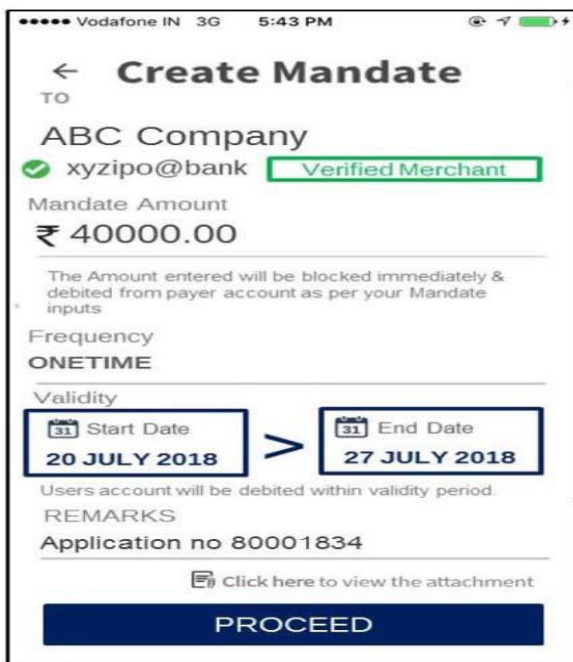 Vodafone IN 3G 5:43 PM
← Create Mandate
TO
ABC Company
xyzipo@bank Verified Merchant
Mandate Amount
₹ 40000.00
The Amount entered will be blocked immediately &
debited from payer account as per your Mandate
inputs
Frequency
ONETIME
Validity
31 Start Date > 31 End Date
20 JULY 2018 27 JULY 2018
Users account will be debited within validity period.
REMARKS
Application no 80001834
Click here to view the attachment
PROCEED